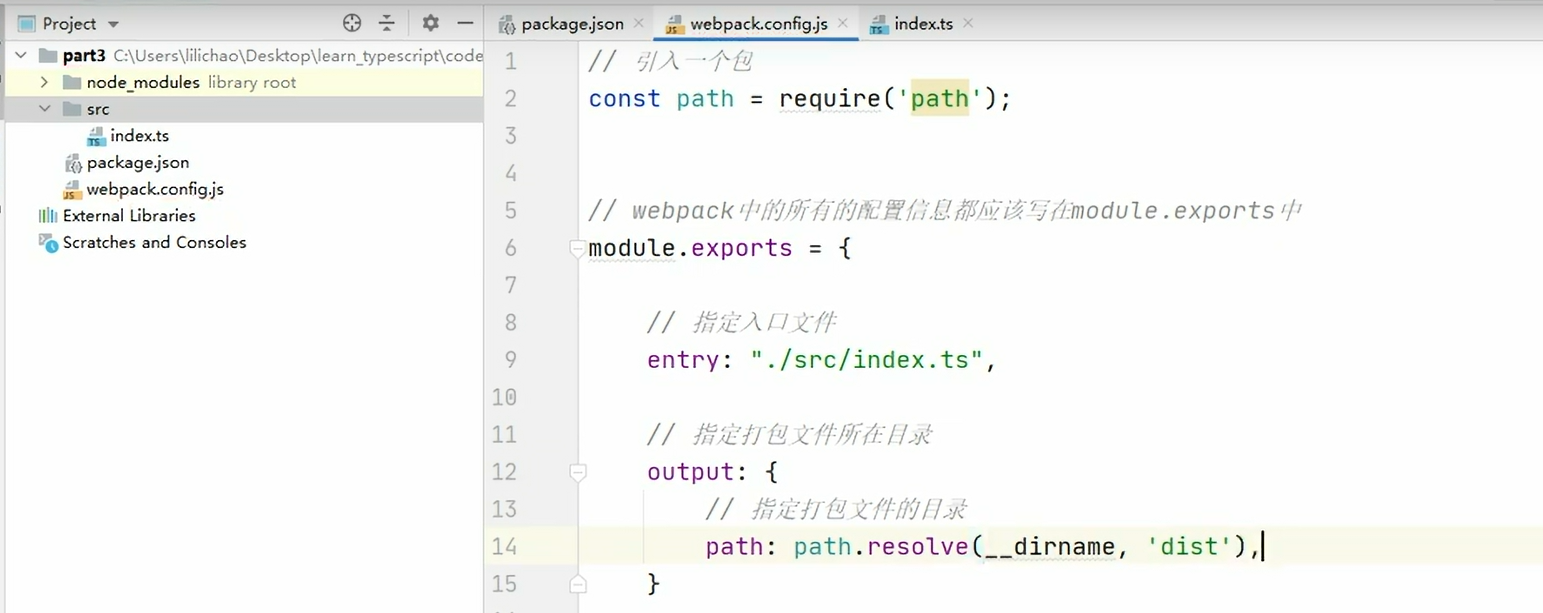 Project
part3 C:\Users\lilichao\Desktop\learn_typescript\code
node_modules library root
src
index.ts
package.json
webpack.config.js
External Libraries
Scratches and Consoles
package.json webpack.config.js index.ts
1 // 引入一个包
2 const path = require('path');
3
4
5 // webpack中的所有的配置信息都应该写在module.exports中
6 module.exports = {
7
8 // 指定入口文件
9 entry: "./src/index.ts",
10
11 // 指定打包文件所在目录
12 output: {
13 // 指定打包文件的目录
14 path: path.resolve(__dirname, 'dist'),
15 }